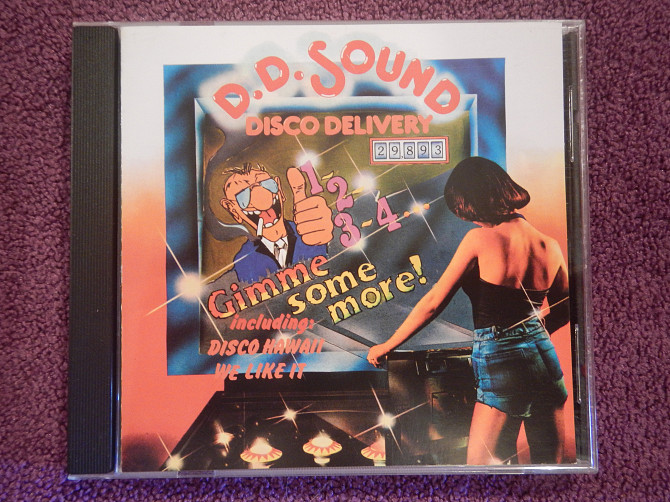 D.D. SOUND
DISCO DELIVERY
29893
1-2-
3-4...
Gimme
some
more!
including:
DISCO HAWAII
WE LIKE IT